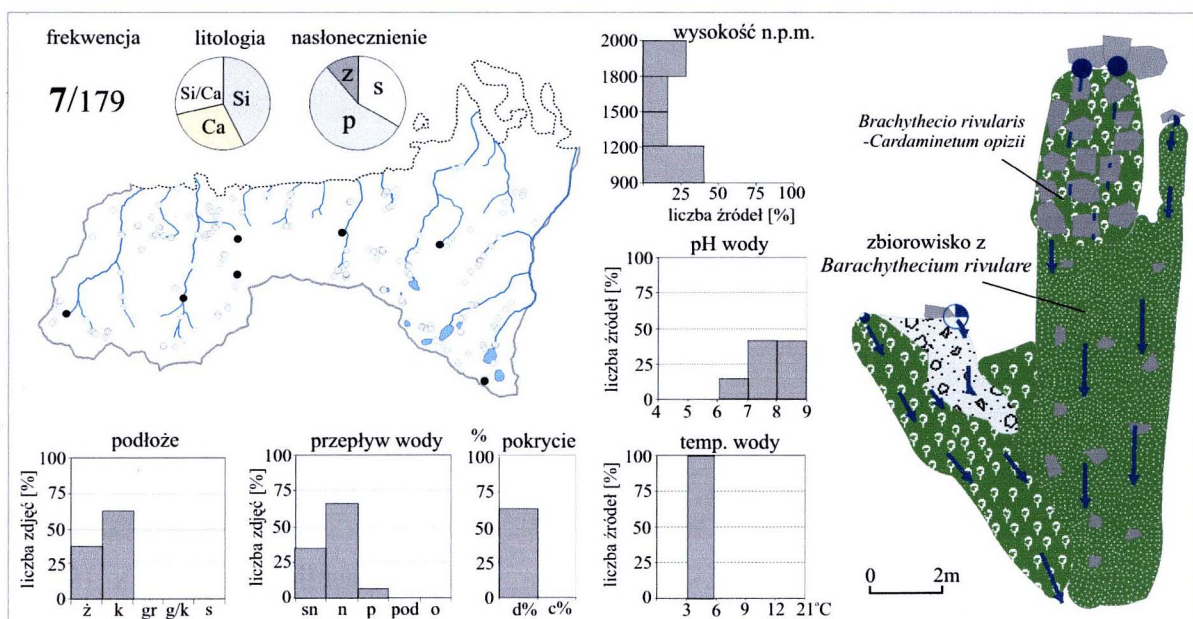 frekwencja
7/179
litologia
Si/Ca
Si
Ca
nasłonecznienie
z
s
p
wysokość n.p.m.
2000
1800
1500
1200
900
25 50 75 100
liczba źródeł [%]
pH wody
liczba źródeł [%]
100
75
50
25
0
4 5 6 7 8 9
podłoże
liczba zdjęć [%]
100
75
50
25
0
ż k gr g/k s
przepływ wody
liczba zdjęć [%]
100
75
50
25
0
sn n p pod o
% pokrycie
100
80
60
40
20
0
d% c%
temp. wody
liczba źródeł [%]
100
75
50
25
0
3 6 9 12 21°C
Brachythecio rivularis
-Cardaminetum opizii
zbiorowisko z
Barachythecium rivulare
0 2m